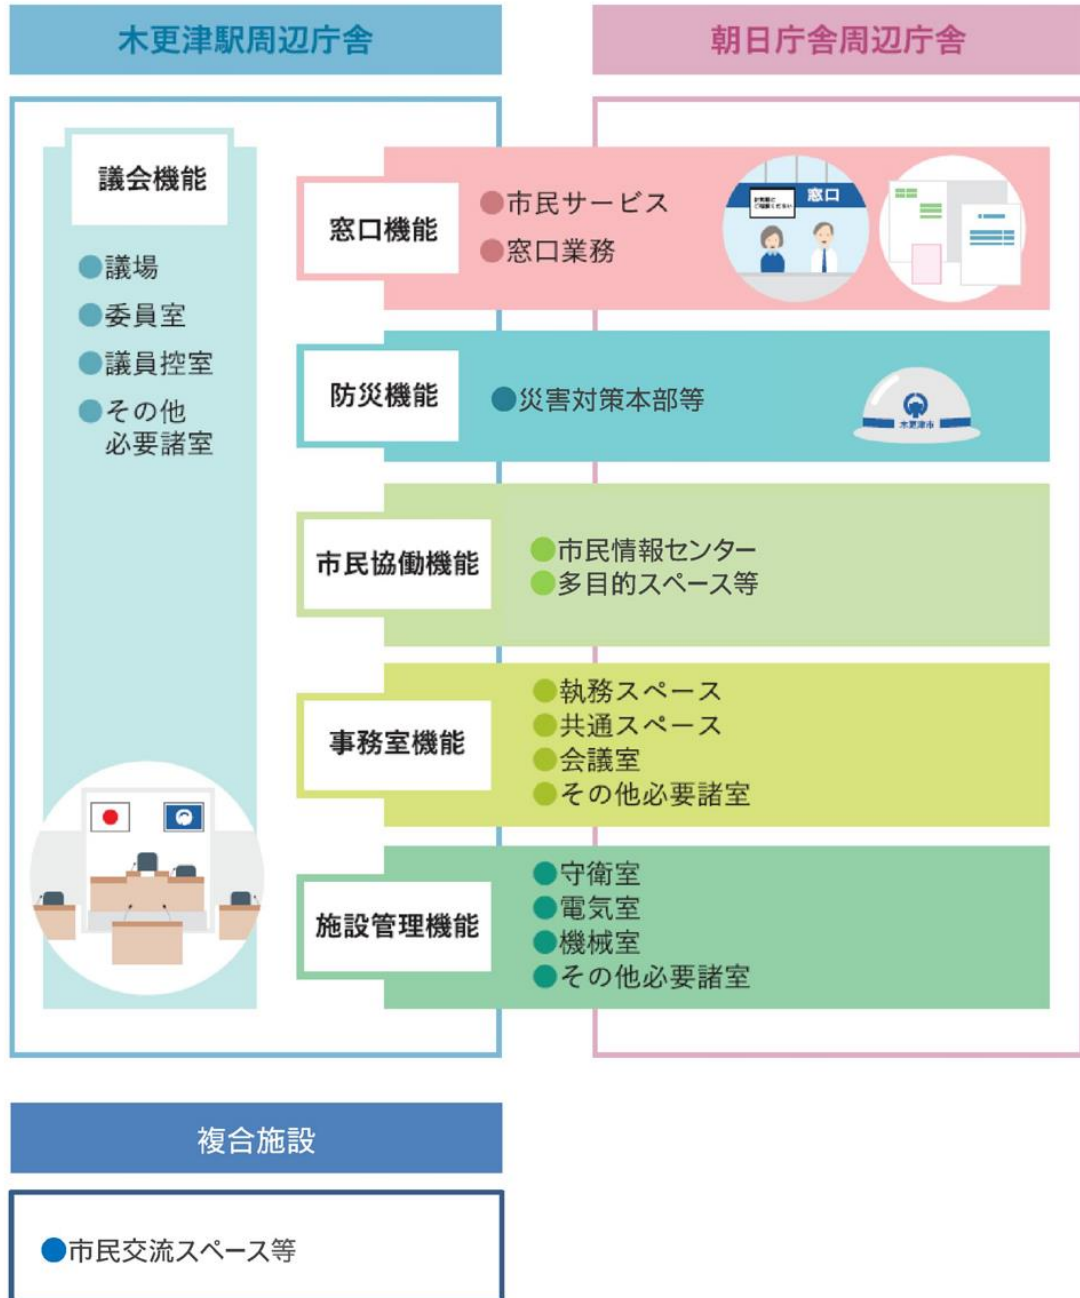 木更津駅周辺庁舎
朝日庁舎周辺庁舎
議会機能
●議場
●委員室
●議員控室
●その他
必要諸室
窓口機能
●市民サービス
●窓口業務
窓口
防災機能
●災害対策本部等
木更津市
市民協働機能
●市民情報センター
●多目的スペース等
事務室機能
●執務スペース
●共通スペース
●会議室
●その他必要諸室
施設管理機能
●守衛室
●電気室
●機械室
●その他必要諸室
複合施設
●市民交流スペース等